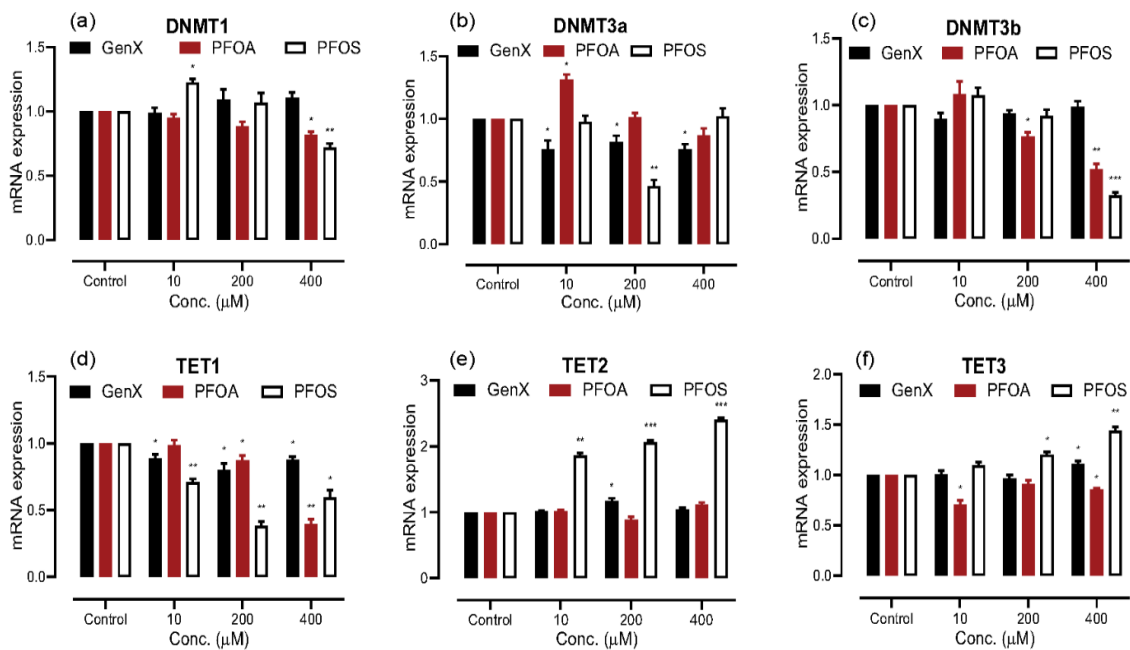 (a) DNMT1
GenX PFOA PFOS
1.5
1.0
0.5
0.0
mRNA expression
*
*
**
Control 10 200 400
Conc. (μM)
(b) DNMT3a
GenX PFOA PFOS
1.5
1.0
0.5
0.0
mRNA expression
*
*
*
**
*
Control 10 200 400
Conc. (μM)
(c) DNMT3b
GenX PFOA PFOS
1.0
0.5
0.0
mRNA expression
*
**
***
Control 10 200 400
Conc. (μM)
(d) TET1
GenX PFOA PFOS
1.5
1.0
0.5
0.0
mRNA expression
*
**
*
*
**
*
**
*
Control 10 200 400
Conc. (μM)
(e) TET2
GenX PFOA PFOS
3
2
1
0
mRNA expression
**
*
***
***
Control 10 200 400
Conc. (μM)
(f) TET3
GenX PFOA PFOS
2.0
1.5
1.0
0.5
0.0
mRNA expression
*
*
*
*
**
Control 10 200 400
Conc. (μM)